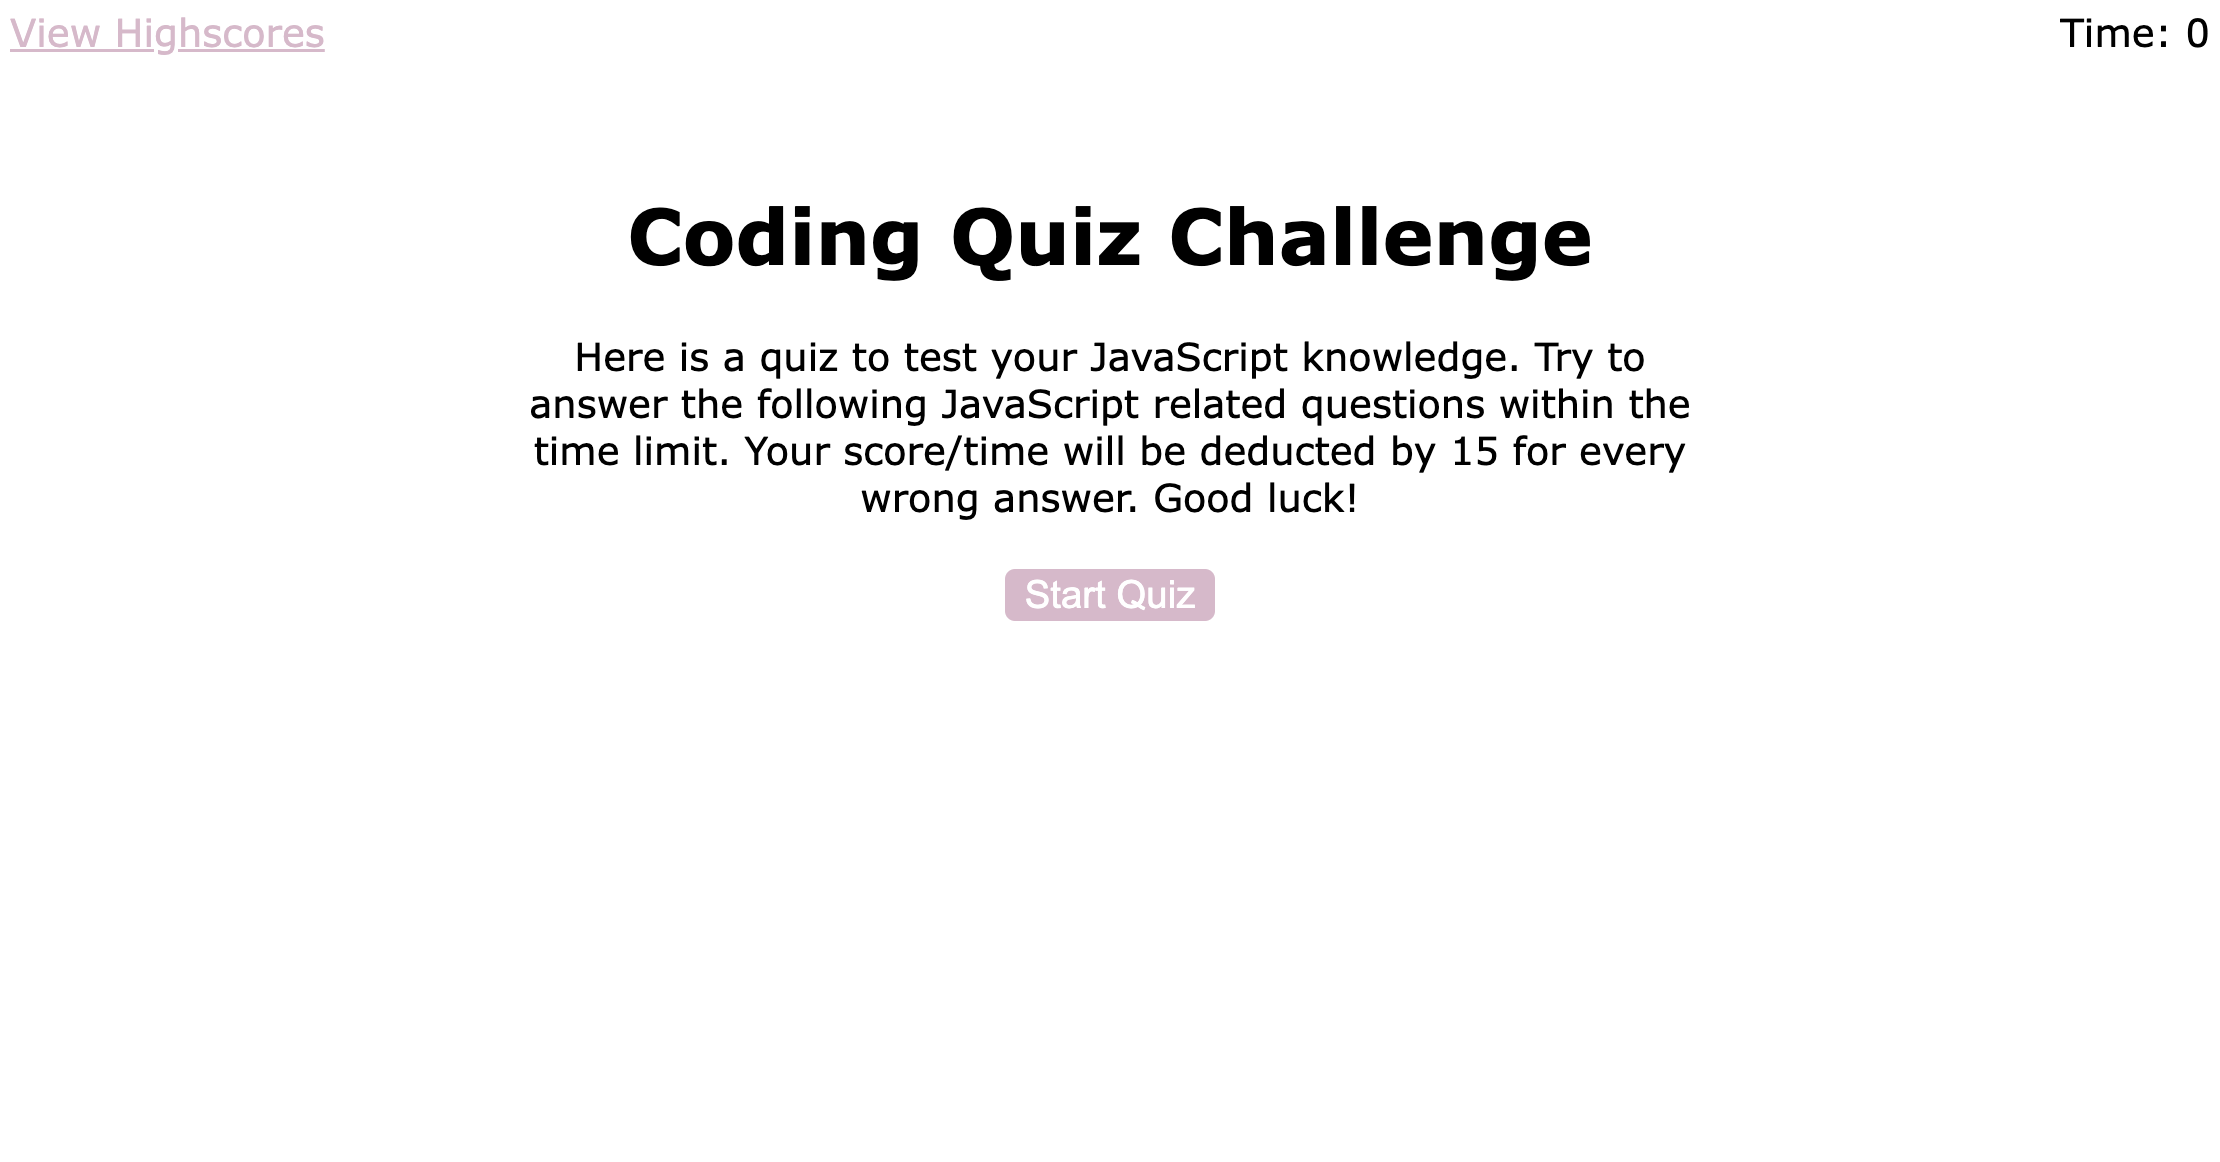 View Highscores
Time: 0
Coding Quiz Challenge
Here is a quiz to test your JavaScript knowledge. Try to
answer the following JavaScript related questions within the
time limit. Your score/time will be deducted by 15 for every
wrong answer. Good luck!
Start Quiz